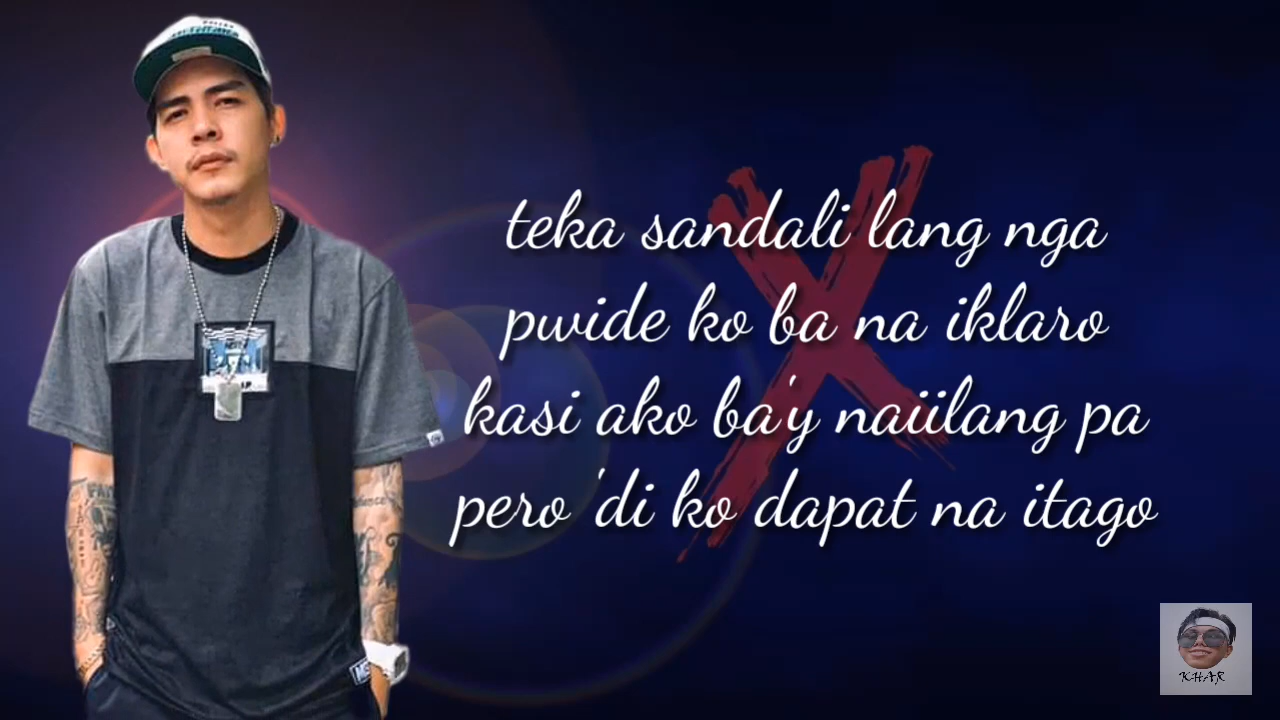 teka sandali lang nga
pwide ko ba na iklaro
kasi ako ba'y naiilang pa
pero 'di ko dapat na itago
KHAR